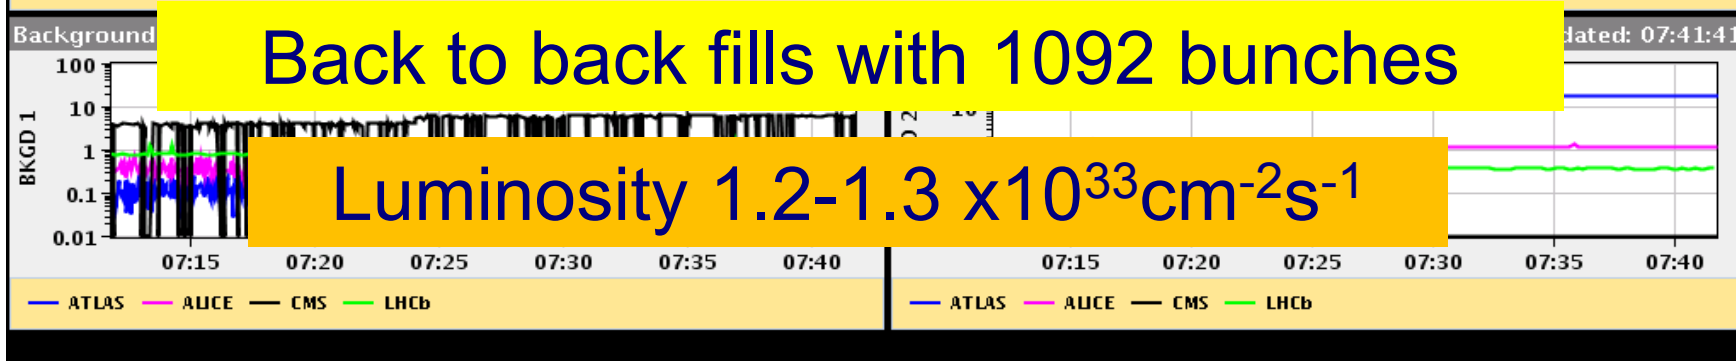 Background
Back to back fills with 1092 bunches
dated: 07:41:41
100
10
1
0.1
0.01
BKGD 1
Luminosity 1.2-1.3 x10³³cm⁻²s⁻¹
07:15 07:20 07:25 07:30 07:35 07:40
07:15 07:20 07:25 07:30 07:35 07:40
ATLAS ALICE CMS LHCb
ATLAS ALICE CMS LHCb